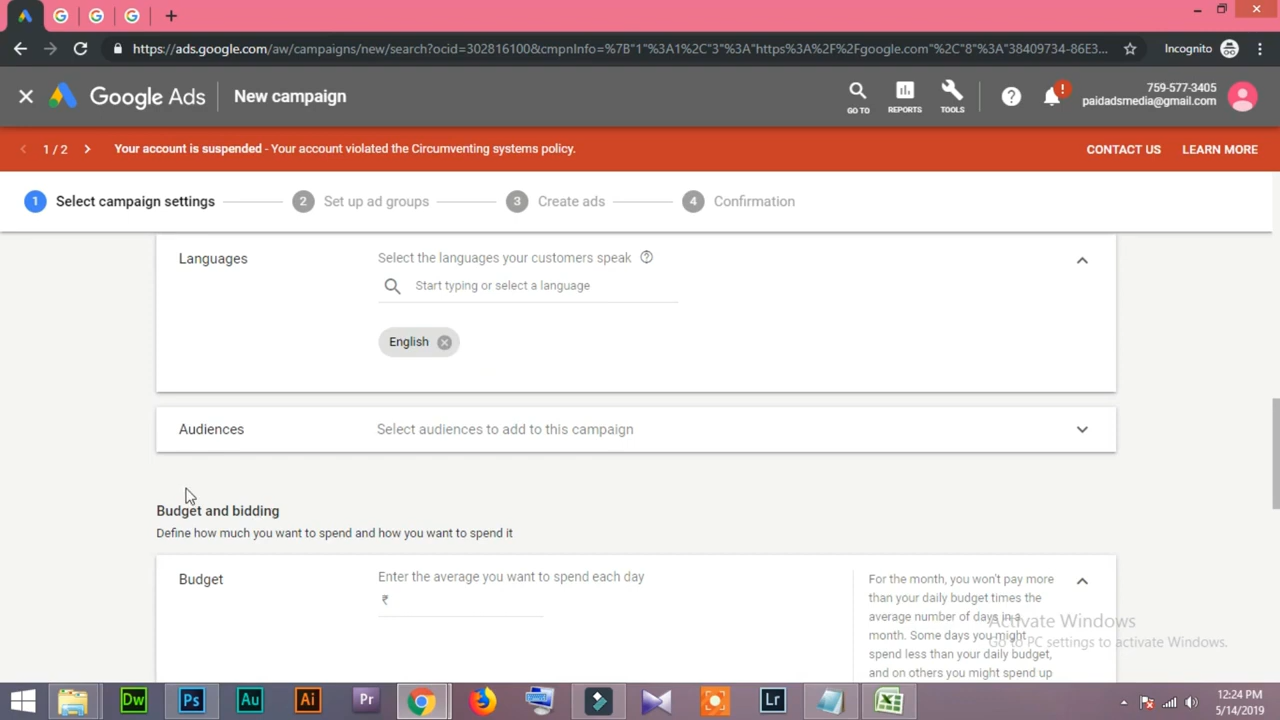 https://ads.google.com/aw/campaigns/new/search?ocid=302816100&cmpnInfo=%7B"1"%3A1%2C"3"%3A"https%3A%2F%2Fgoogle.com"%2C"8"%3A"38409734-86E3...
Incognito
Google Ads
New campaign
GO TO
REPORTS
TOOLS
759-577-3405
paidadsmedia@gmail.com
1 / 2
Your account is suspended - Your account violated the Circumventing systems policy.
CONTACT US
LEARN MORE
1 Select campaign settings
2 Set up ad groups
3 Create ads
4 Confirmation
Languages
Select the languages your customers speak
Start typing or select a language
English
Audiences
Select audiences to add to this campaign
Budget and bidding
Define how much you want to spend and how you want to spend it
Budget
Enter the average you want to spend each day
₹
For the month, you won't pay more
than your daily budget times the
average number of days in a
month. Some days you might
spend less than your daily budget,
and on others you might spend up
Activate Windows
Go to PC settings to activate Windows.
Dw
Ps
Au
Ai
Pr
Lr
12:24 PM
5/14/2019